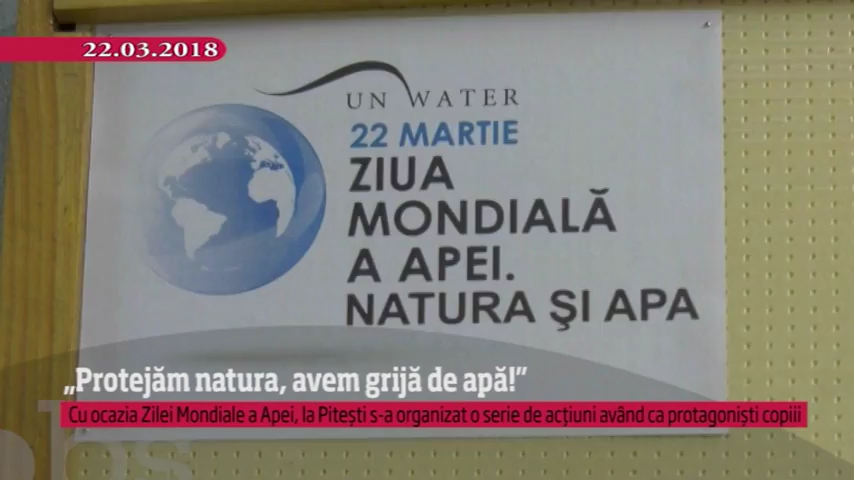 22.03.2018
UN WATER
22 MARTIE
ZIUA
MONDIALĂ
A APEI.
NATURA ŞI APA
„Protejăm natura, avem grijă de apă!”
Cu ocazia Zilei Mondiale a Apei, la Piteşti s-a organizat o serie de acţiuni având ca protagonişti copiii